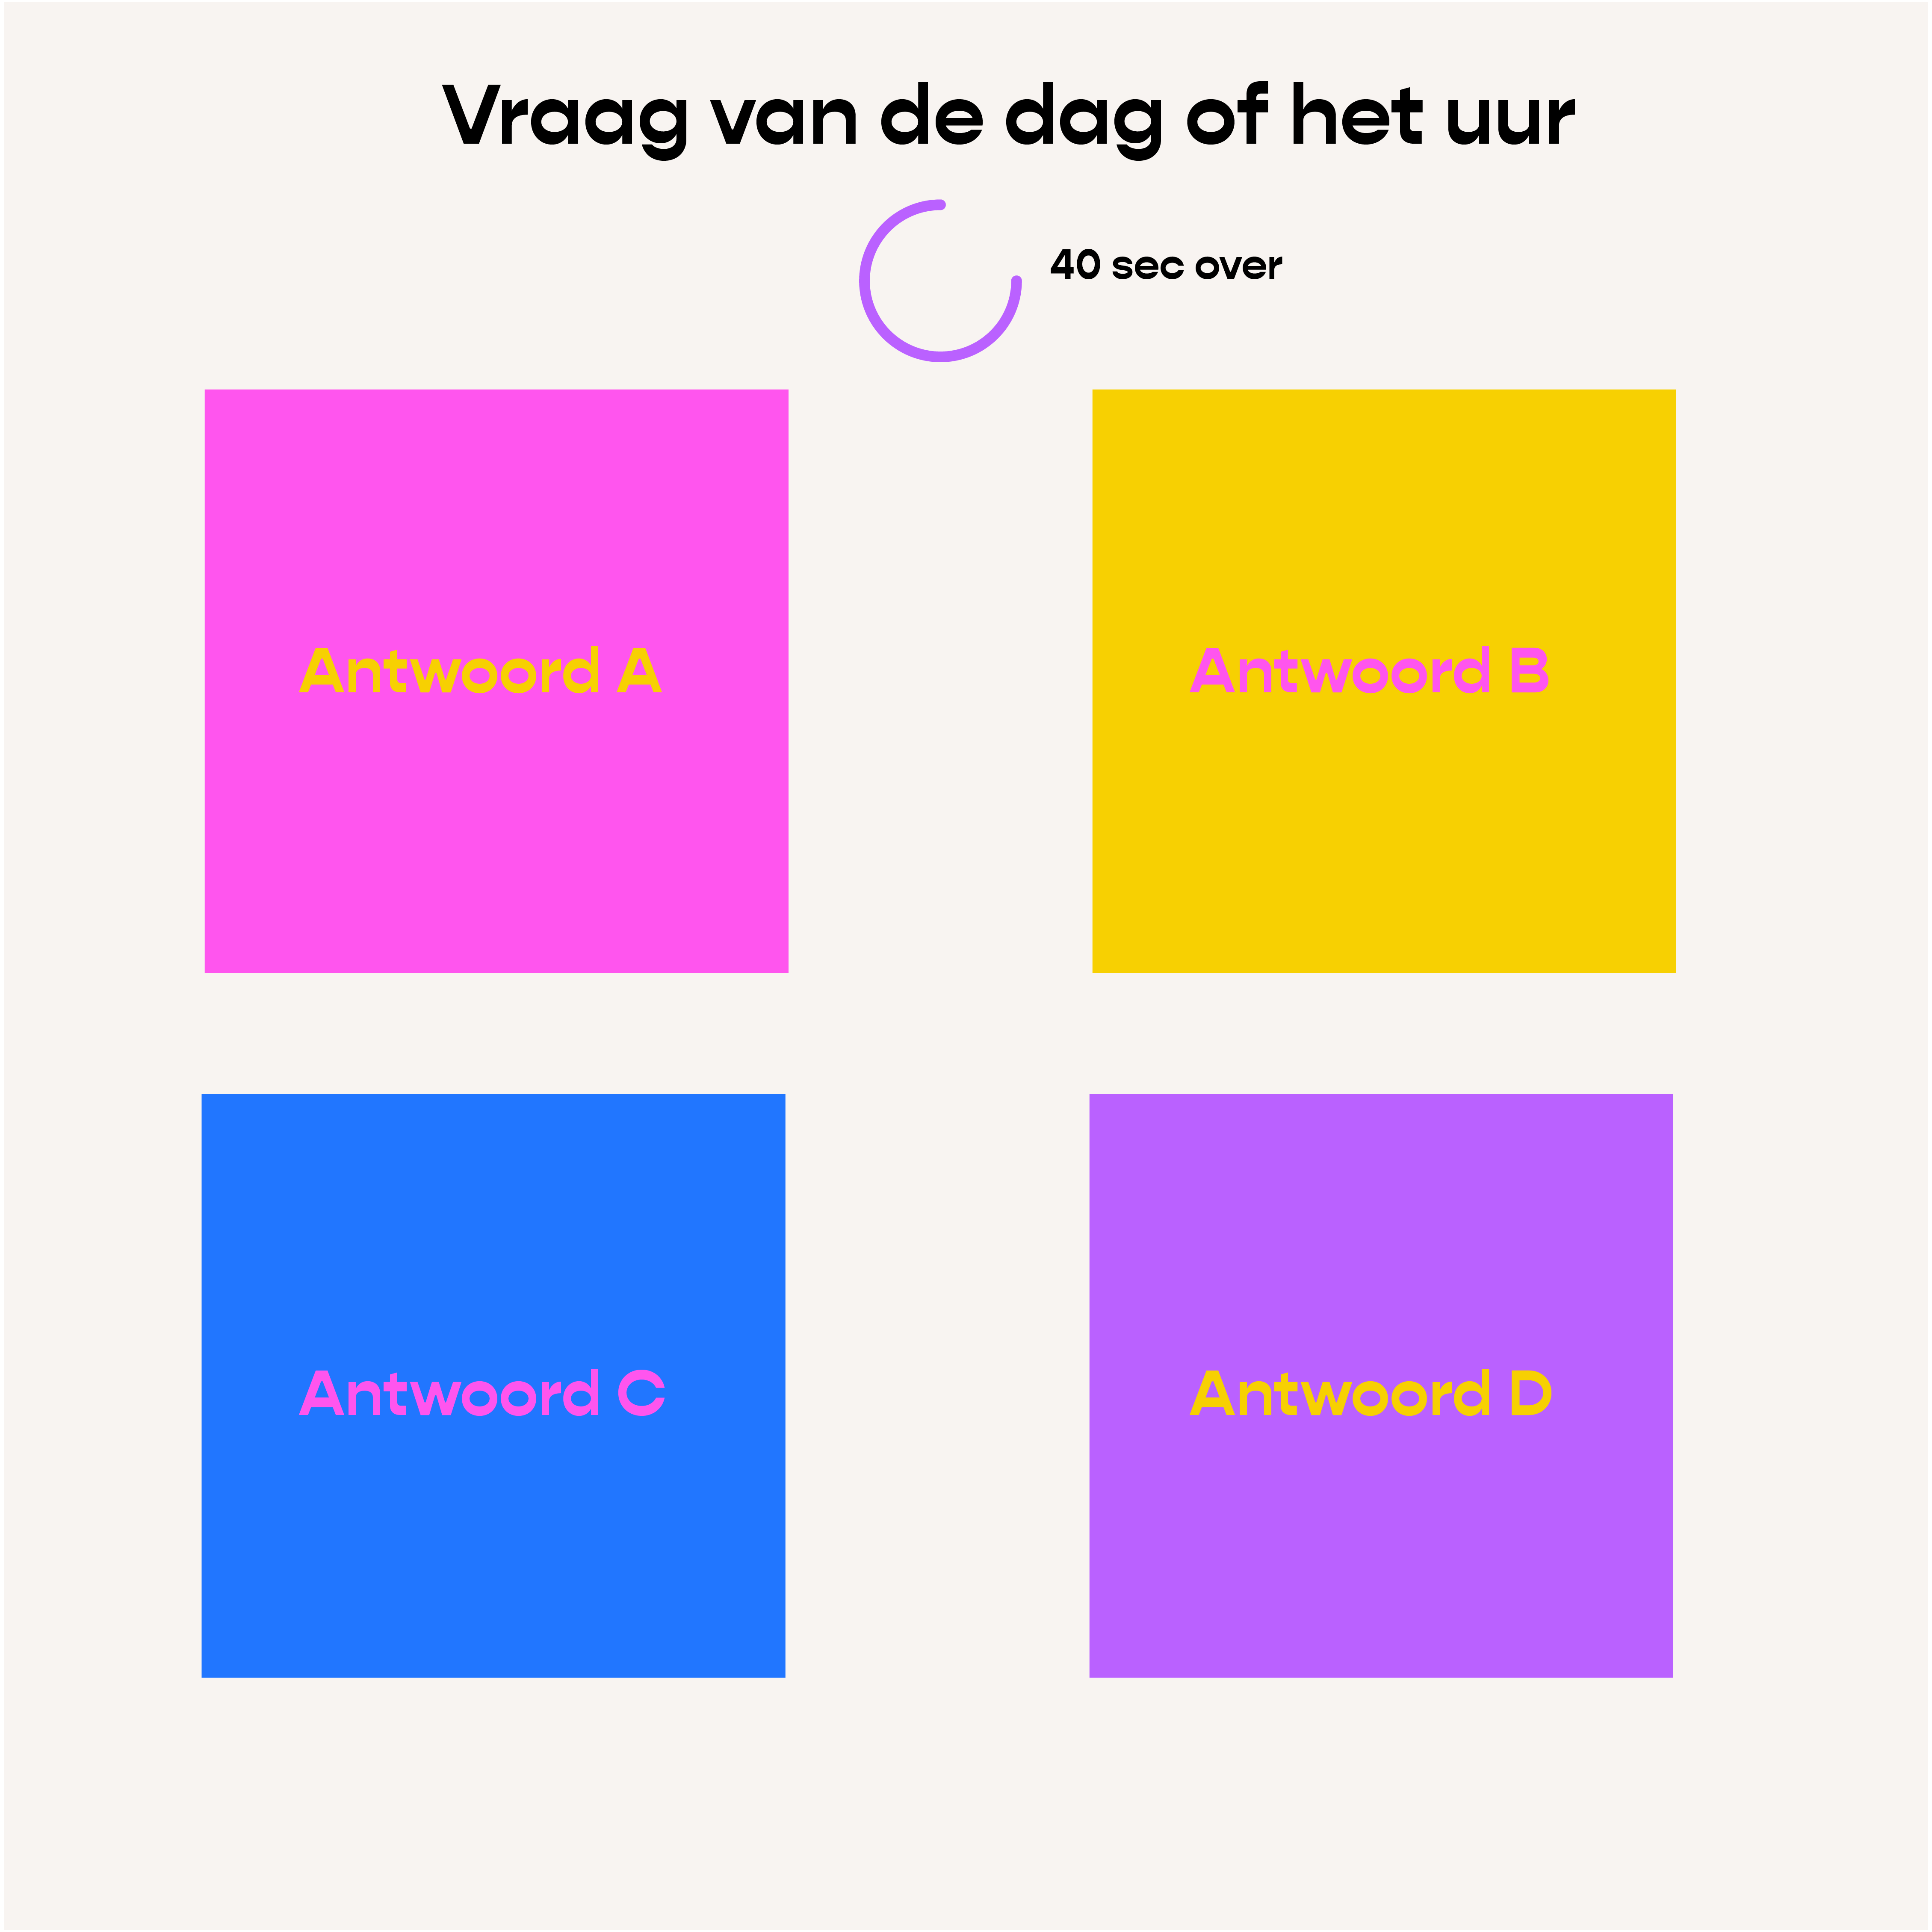 Vraag van de dag of het uur
40 sec over
Antwoord A
Antwoord B
Antwoord C
Antwoord D